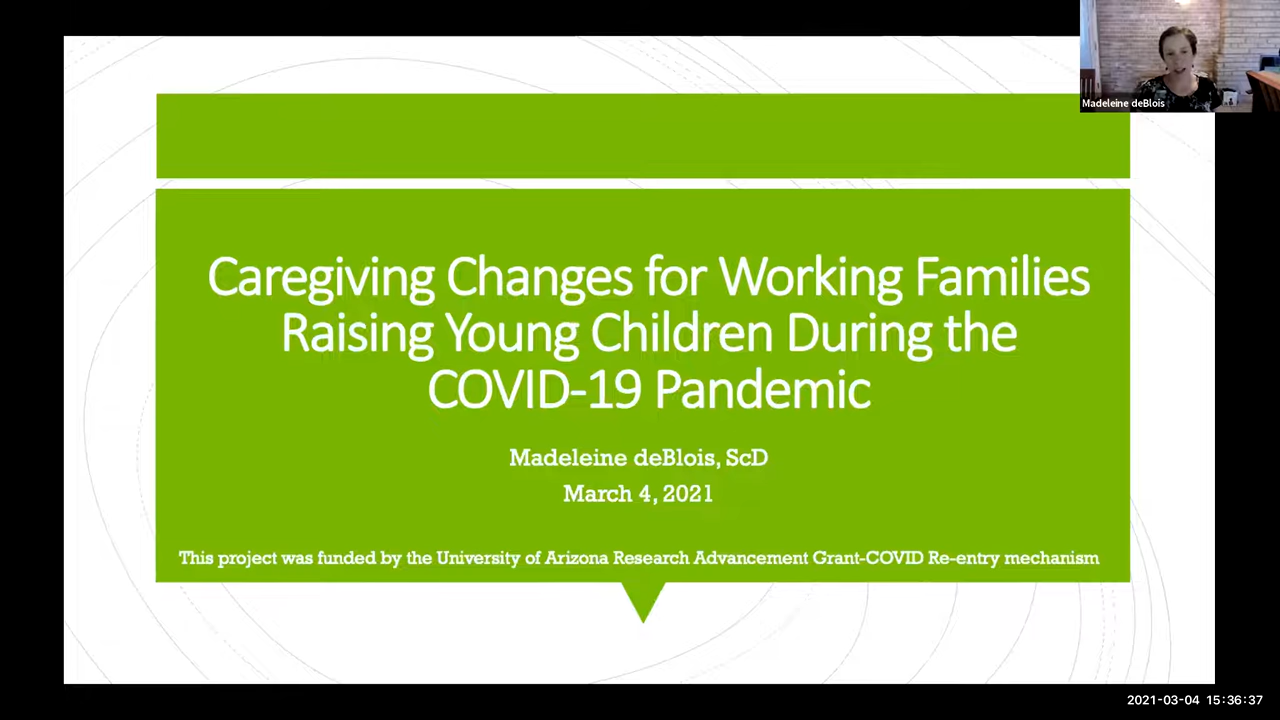 Madeleine deBlois
Caregiving Changes for Working Families
Raising Young Children During the
COVID-19 Pandemic
Madeleine deBlois, ScD
March 4, 2021
This project was funded by the University of Arizona Research Advancement Grant-COVID Re-entry mechanism
2021-03-04 15:36:37